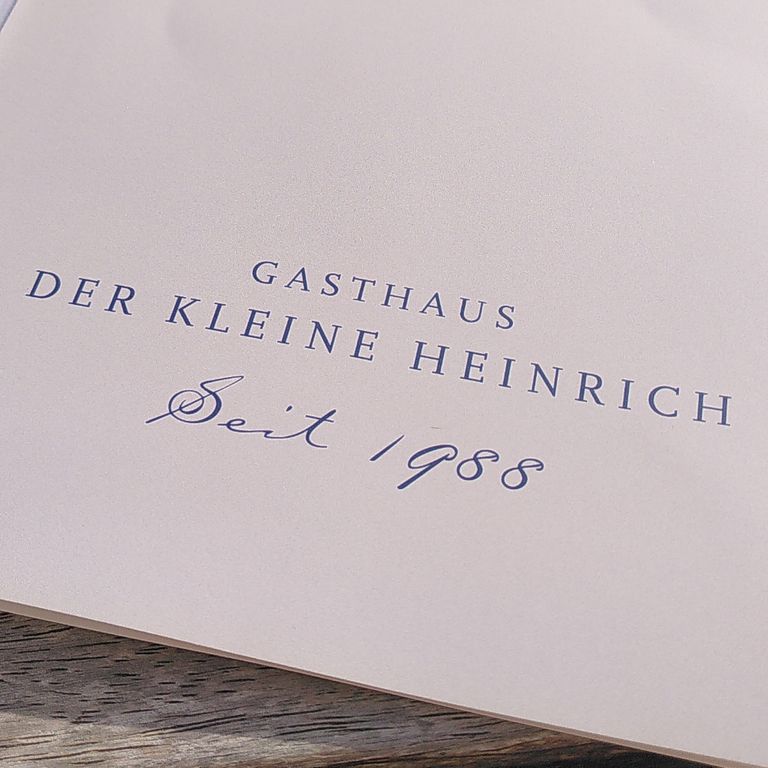 GASTHAUS
DER KLEINE HEINRICH
Seit 1988